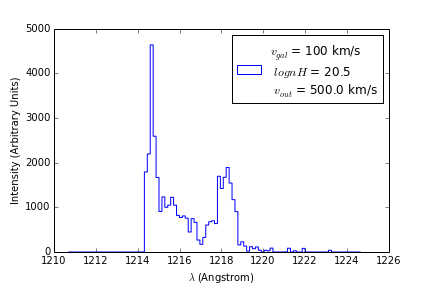 5000
4000
3000
2000
1000
0
Intensity (Arbitrary Units)
v_gal = 100 km/s
lognH = 20.5
v_out = 500.0 km/s
1210 1212 1214 1216 1218 1220 1222 1224 1226
λ (Angstrom)